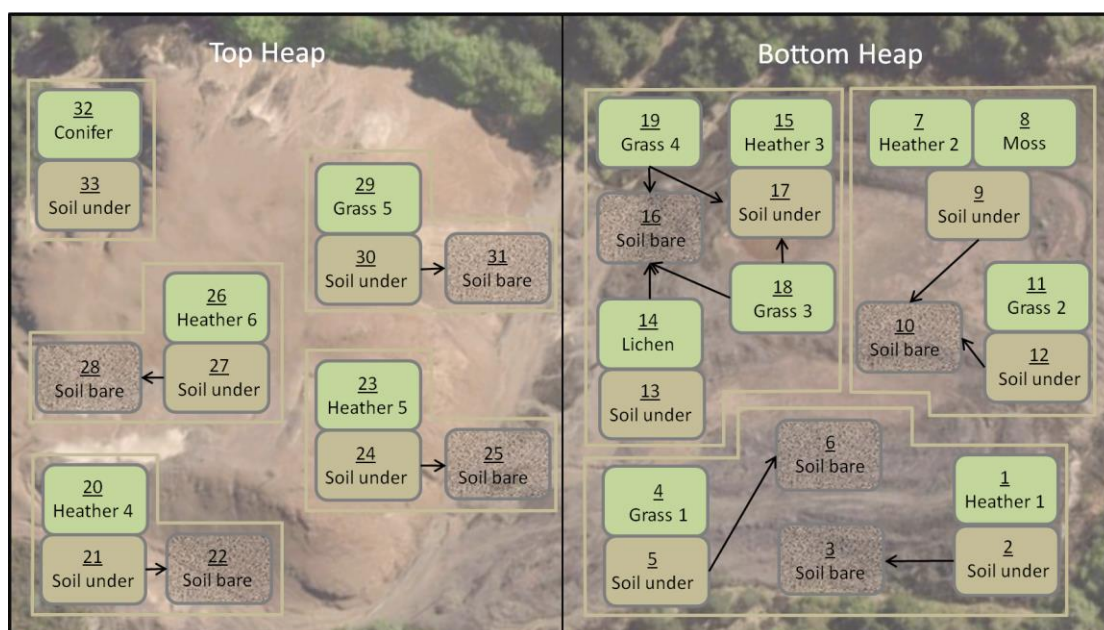 Top Heap
32
Conifer
33
Soil under
29
Grass 5
30
Soil under
31
Soil bare
26
Heather 6
27
Soil under
28
Soil bare
23
Heather 5
24
Soil under
25
Soil bare
20
Heather 4
21
Soil under
22
Soil bare
Bottom Heap
19
Grass 4
15
Heather 3
16
Soil bare
17
Soil under
18
Grass 3
14
Lichen
13
Soil under
7
Heather 2
8
Moss
9
Soil under
10
Soil bare
11
Grass 2
12
Soil under
6
Soil bare
4
Grass 1
5
Soil under
3
Soil bare
1
Heather 1
2
Soil under